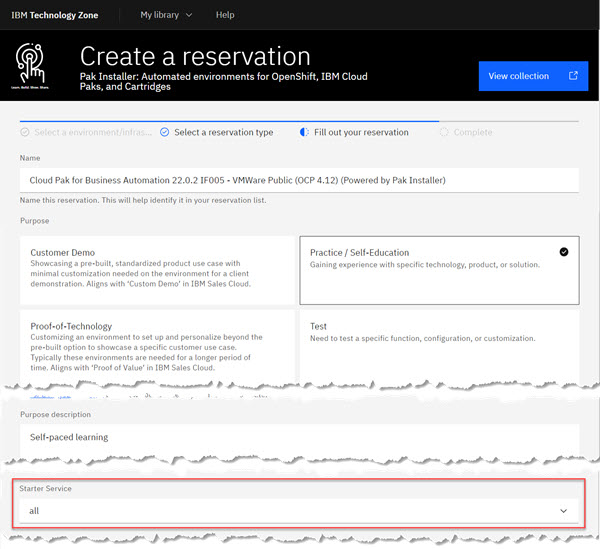 IBM Technology Zone
My library
Help
Create a reservation
Pak Installer: Automated environments for OpenShift, IBM Cloud
Paks, and Cartridges
Learn. Build. Show. Share.
View collection
Select a environment/infras...
Select a reservation type
Fill out your reservation
Complete
Name
Cloud Pak for Business Automation 22.0.2 IF005 - VMWare Public (OCP 4.12) (Powered by Pak Installer)
Name this reservation. This will help identify it in your reservation list.
Purpose
Customer Demo
Showcasing a pre-built, standardized product use case with
minimal customization needed on the environment for a client
demonstration. Aligns with 'Custom Demo' in IBM Sales Cloud.
Practice / Self-Education
Gaining experience with specific technology, product, or solution.
Proof-of-Technology
Customizing an environment to set up and personalize beyond the
pre-built option to showcase a specific customer use case.
Typically these environments are needed for a longer period of
time. Aligns with 'Proof of Value' in IBM Sales Cloud.
Test
Need to test a specific function, configuration, or customization.
Purpose description
Self-paced learning
Starter Service
all